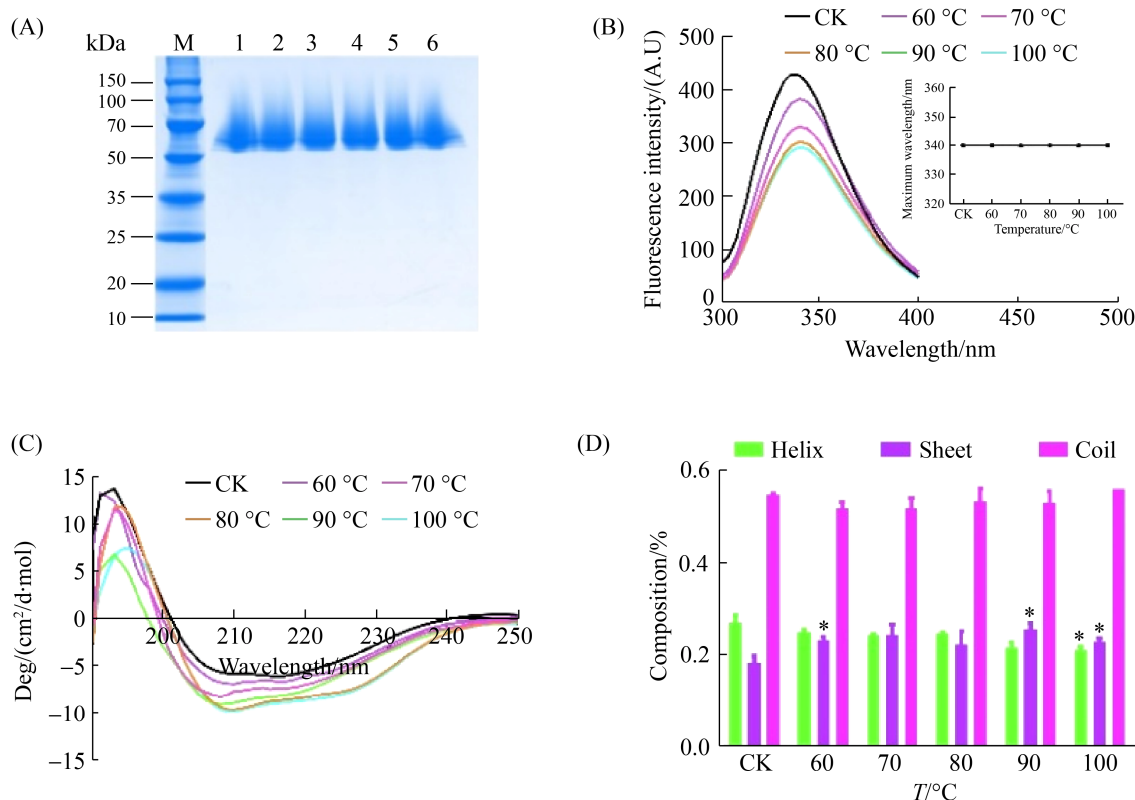 (A)
kDa M 1 2 3 4 5 6
150
100
70
50
35
25
20
10
(B)
CK 60 °C 70 °C
80 °C 90 °C 100 °C
Fluorescence intensity/(A.U)
500
400
300
200
100
0
300 350 400 450 500
Wavelength/nm
Maximum wavelength/nm
360
350
340
330
320
CK 60 70 80 90 100
Temperature/°C
(C)
CK 60 °C 70 °C
80 °C 90 °C 100 °C
Deg/(cm²/d·mol)
15
10
5
0
−5
−10
−15
200 210 220 230 240 250
Wavelength/nm
(D)
Helix Sheet Coil
Composition/%
0.6
0.4
0.2
0.0
* * * *
CK 60 70 80 90 100
T/°C